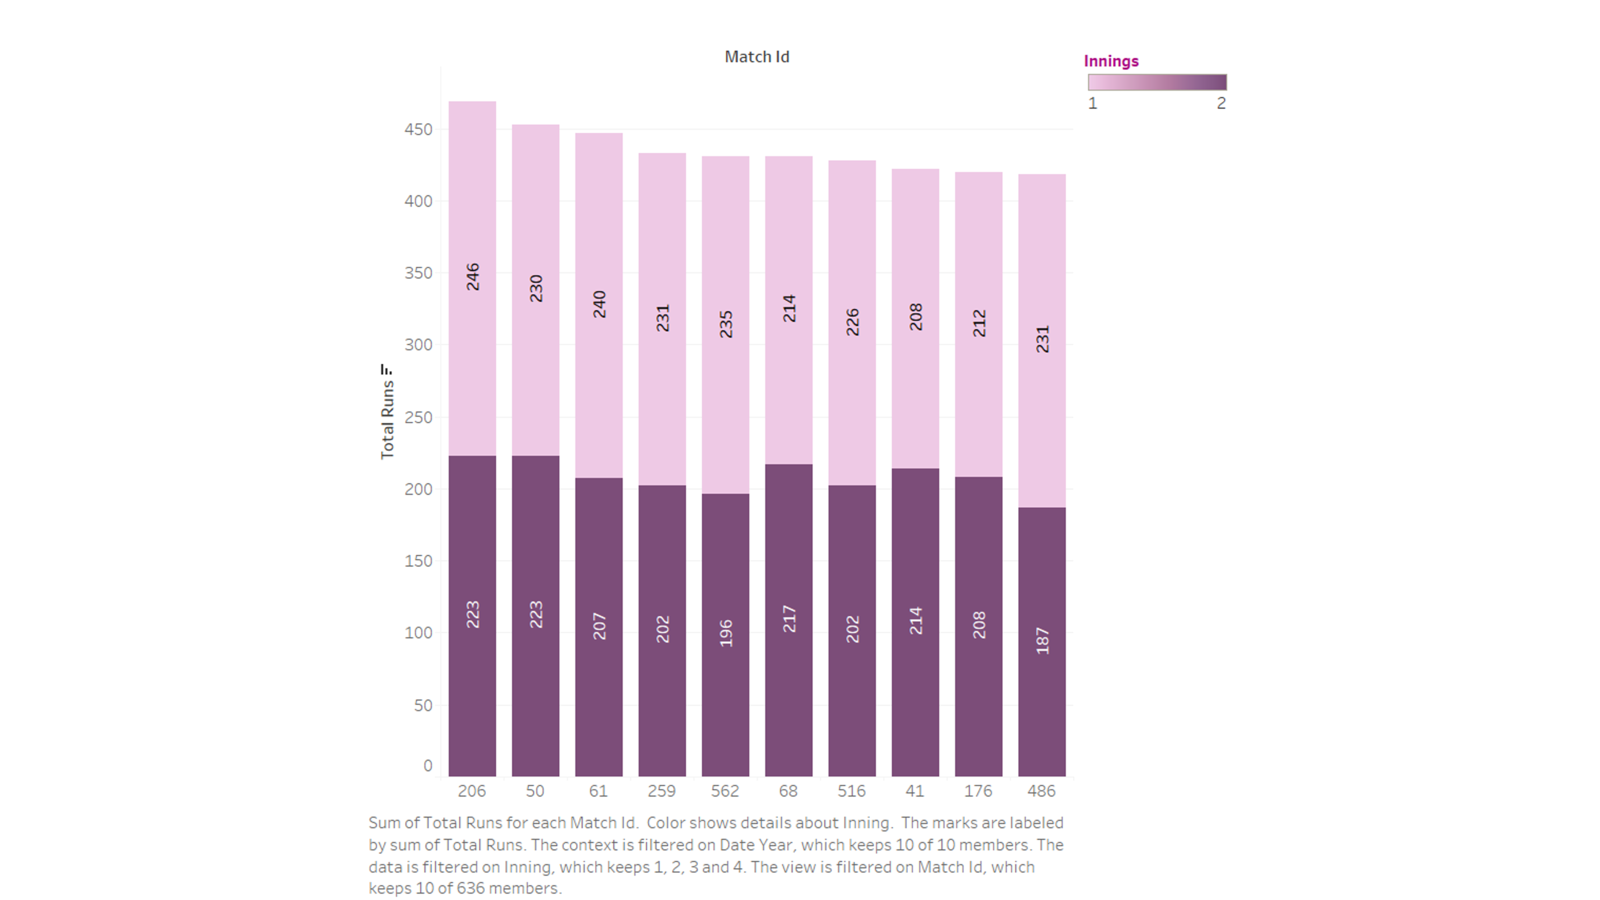 Match Id
Innings
1 2
450
400
350
300
250
200
150
100
50
0
Total Runs
246 230 240 231 235 214 226 208 212 231
223 223 207 202 196 217 202 214 208 187
206 50 61 259 562 68 516 41 176 486
Sum of Total Runs for each Match Id. Color shows details about Inning. The marks are labeled
by sum of Total Runs. The context is filtered on Date Year, which keeps 10 of 10 members. The
data is filtered on Inning, which keeps 1, 2, 3 and 4. The view is filtered on Match Id, which
keeps 10 of 636 members.